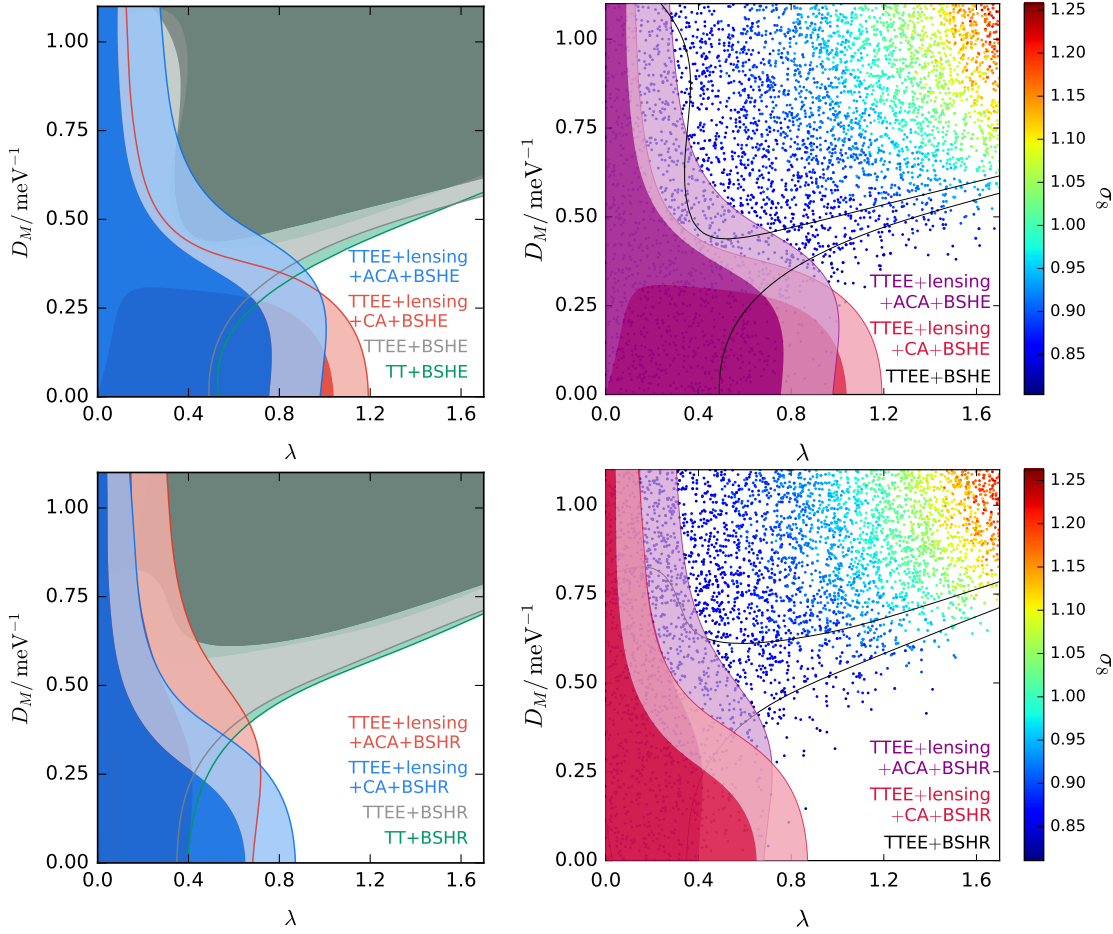 1.00
0.75
0.50
0.25
0.00
D_M / meV⁻¹
TTEE+lensing
+ACA+BSHE
TTEE+lensing
+CA+BSHE
TTEE+BSHE
TT+BSHE
0.0 0.4 0.8 1.2 1.6
λ
1.00
0.75
0.50
0.25
0.00
D_M / meV⁻¹
TTEE+lensing
+ACA+BSHE
TTEE+lensing
+CA+BSHE
TTEE+BSHE
0.0 0.4 0.8 1.2 1.6
λ
1.25
1.20
1.15
1.10
1.05
1.00
0.95
0.90
0.85
σ₈
1.00
0.75
0.50
0.25
0.00
D_M / meV⁻¹
TTEE+lensing
+ACA+BSHR
TTEE+lensing
+CA+BSHR
TTEE+BSHR
TT+BSHR
0.0 0.4 0.8 1.2 1.6
λ
1.00
0.75
0.50
0.25
0.00
D_M / meV⁻¹
TTEE+lensing
+ACA+BSHR
TTEE+lensing
+CA+BSHR
TTEE+BSHR
0.0 0.4 0.8 1.2 1.6
λ
1.25
1.20
1.15
1.10
1.05
1.00
0.95
0.90
0.85
σ₈